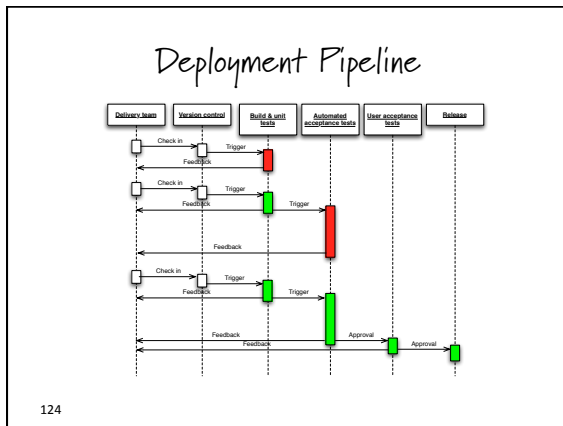 Deployment Pipeline
Delivery team Version control Build & unit Automated User acceptance Release
tests acceptance tests tests
Check in
Trigger
Feedback
Check in
Trigger
Feedback Trigger
Feedback
Check in
Trigger
Feedback Trigger
Feedback Approval
Feedback Approval
124